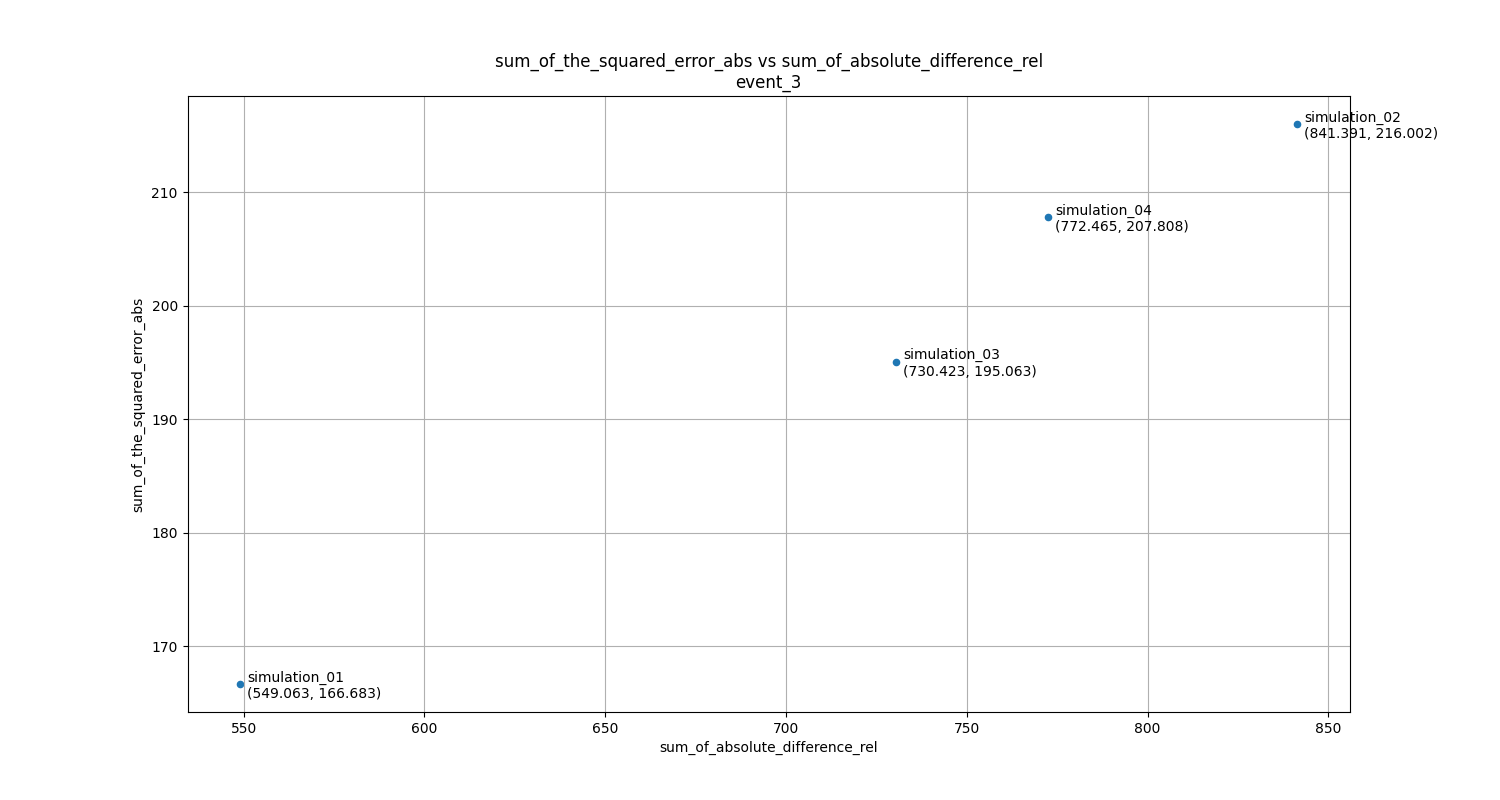 sum_of_the_squared_error_abs vs sum_of_absolute_difference_rel
event_3
simulation_02
(841.391, 216.002)
210
simulation_04
(772.465, 207.808)
200
simulation_03
(730.423, 195.063)
190
180
170
simulation_01
(549.063, 166.683)
sum_of_the_squared_error_abs
550
600
650
700
750
800
850
sum_of_absolute_difference_rel